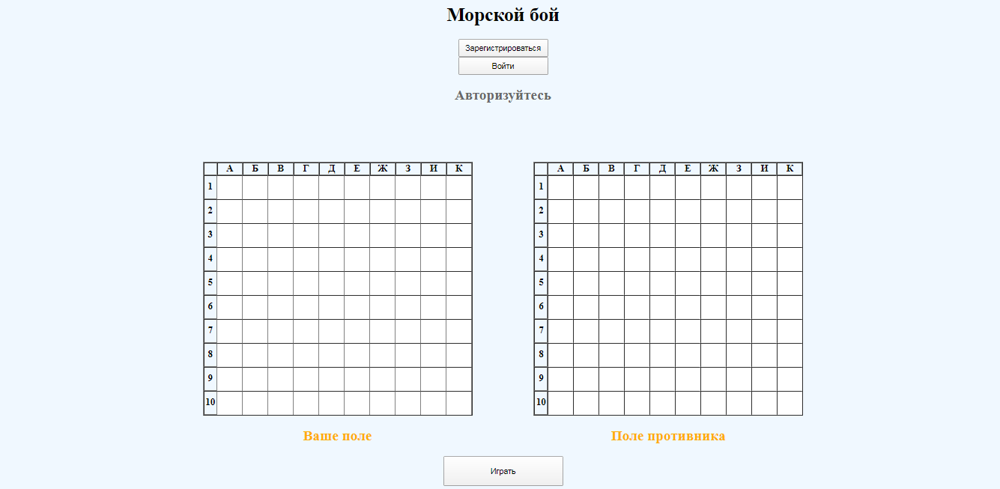 Морской бой
Зарегистрироваться
Войти
Авторизуйтесь
А Б В Г Д Е Ж З И К
1
2
3
4
5
6
7
8
9
10
Ваше поле
А Б В Г Д Е Ж З И К
1
2
3
4
5
6
7
8
9
10
Поле противника
Играть